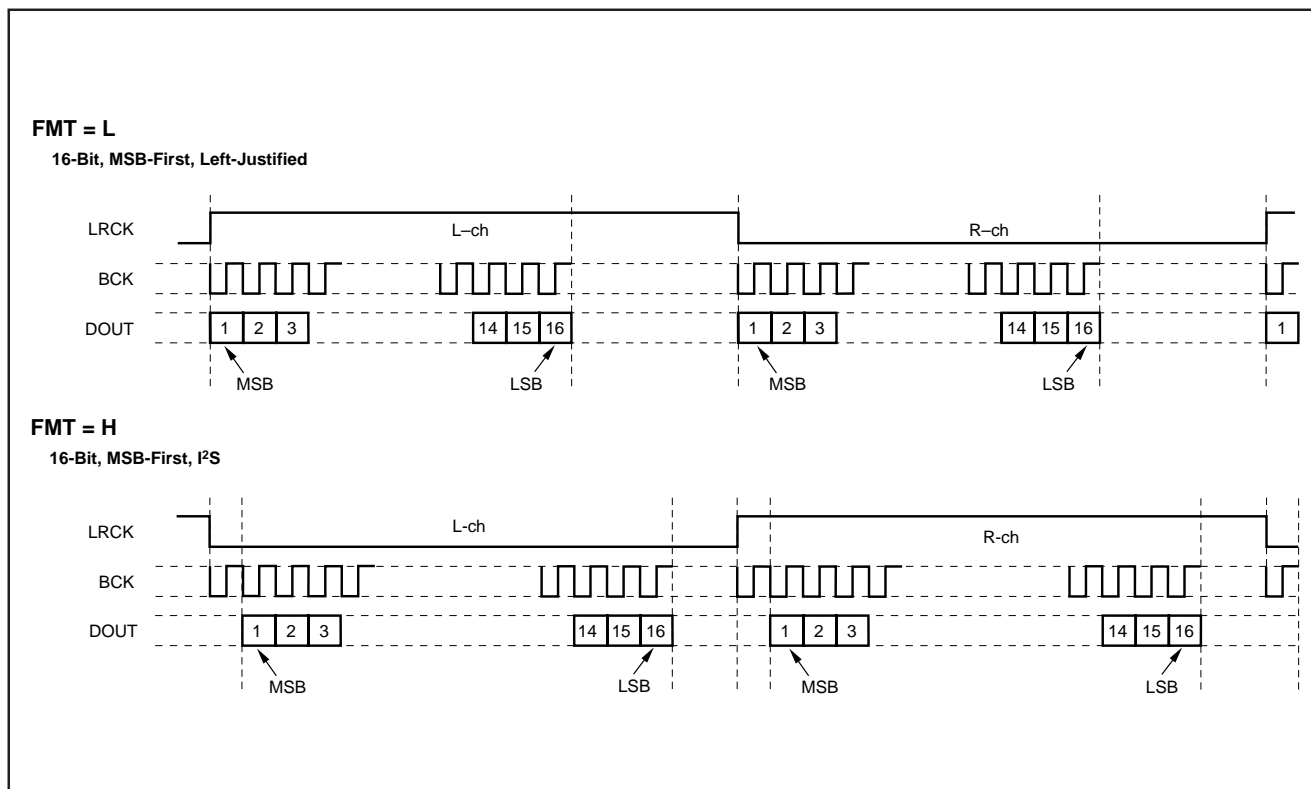 FMT = L
16-Bit, MSB-First, Left-Justified
LRCK L–ch R–ch
BCK
DOUT 1 2 3 14 15 16 1 2 3 14 15 16 1
MSB LSB MSB LSB
FMT = H
16-Bit, MSB-First, I²S
LRCK L-ch R-ch
BCK
DOUT 1 2 3 14 15 16 1 2 3 14 15 16
MSB LSB MSB LSB